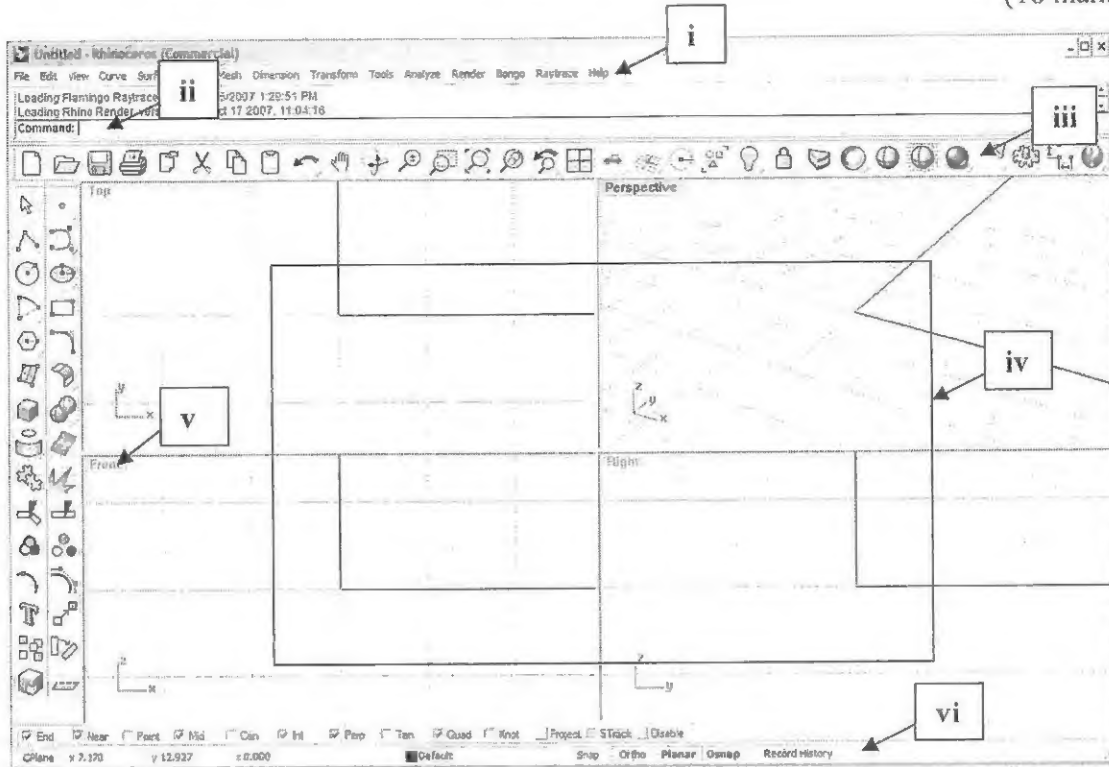 (10 mark
i
Untitled - Rhinoceros (Commercial)
File Edit View Curve Mesh Dimension Transform Tools Analyze Render Bongo Raytrace Help
ii
Loading Flamingo Raytrace 5/2007 1:29:51 PM
Loading Rhino Render 17 2007, 11:04:16
Command:
iii
Top
Perspective
iv
z
y
x
y
x
v
Front
Right
z
x
z
y
vi
End Near Point Mid Cen Int Perp Tan Quad Knot Project STrack Disable
CPlane x 7.170 y 12.937 z 0.000 Default Snap Ortho Planar Osnap Record History